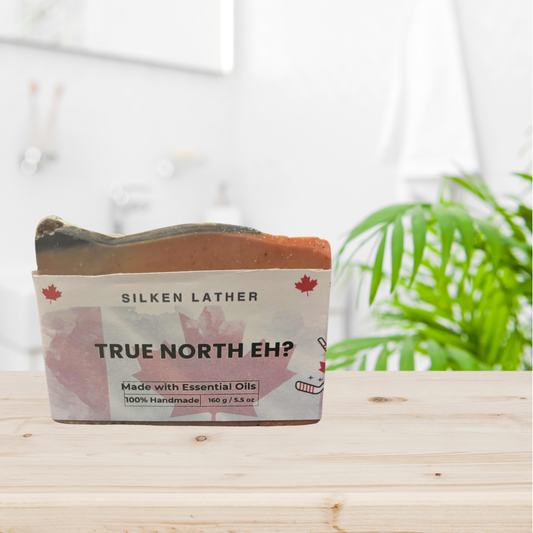 SILKEN LATHER
TRUE NORTH EH?
Made with Essential Oils
100% Handmade 160 g / 5.5 oz